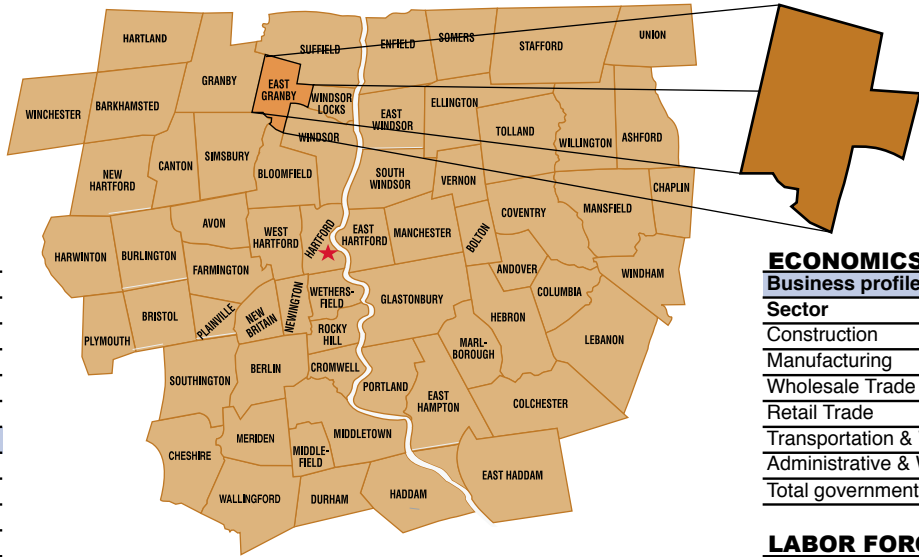 HARTLAND
SUFFIELD
ENFIELD
SOMERS
STAFFORD
UNION
GRANBY
EAST
GRANBY
WINDSOR
LOCKS
WINCHESTER
BARKHAMSTED
EAST
WINDSOR
ELLINGTON
TOLLAND
WILLINGTON
ASHFORD
WINDSOR
NEW
HARTFORD
CANTON
SIMSBURY
BLOOMFIELD
SOUTH
WINDSOR
VERNON
CHAPLIN
COVENTRY
MANSFIELD
AVON
WEST
HARTFORD
HARTFORD
EAST
HARTFORD
MANCHESTER
BOLTON
HARWINTON
BURLINGTON
FARMINGTON
ANDOVER
WINDHAM
COLUMBIA
WETHERS-
FIELD
GLASTONBURY
PLYMOUTH
BRISTOL
PLAINVILLE
NEW
BRITAIN
NEWINGTON
ROCKY
HILL
HEBRON
LEBANON
MARL-
BOROUGH
SOUTHINGTON
BERLIN
CROMWELL
PORTLAND
EAST
HAMPTON
COLCHESTER
CHESHIRE
MERIDEN
MIDDLE-
FIELD
MIDDLETOWN
WALLINGFORD
DURHAM
HADDAM
EAST HADDAM
ECONOMICS
Business profile
Sector
Construction
Manufacturing
Wholesale Trade
Retail Trade
Transportation &
Administrative &
Total government
LABOR